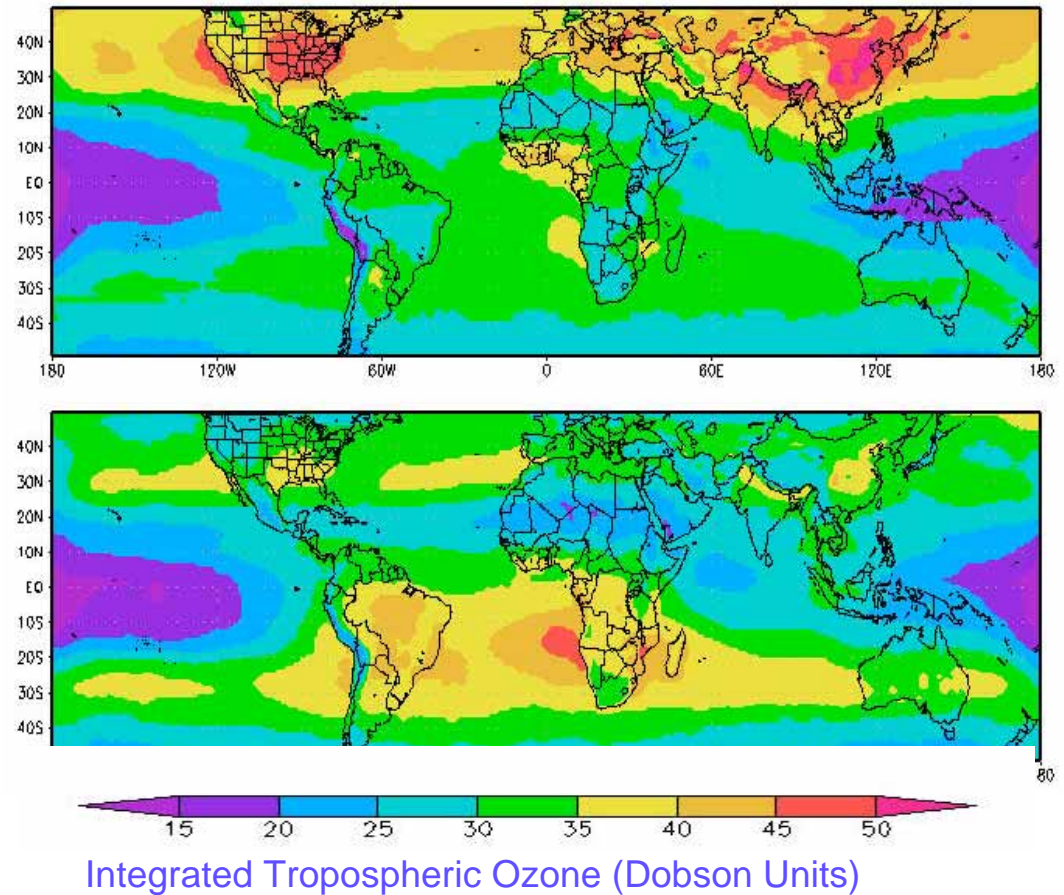 40N
30N
20N
10N
EQ
10S
20S
30S
40S
180 120W 60W 0 60E 120E 180
40N
30N
20N
10N
EQ
10S
20S
30S
40S
80
15 20 25 30 35 40 45 50
Integrated Tropospheric Ozone (Dobson Units)